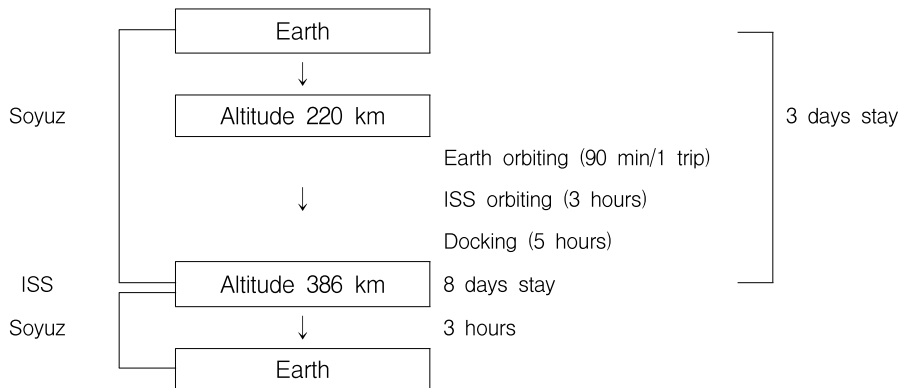 Earth
Soyuz Altitude 220 km 3 days stay
Earth orbiting (90 min/1 trip)
ISS orbiting (3 hours)
Docking (5 hours)
ISS Altitude 386 km 8 days stay
Soyuz 3 hours
Earth